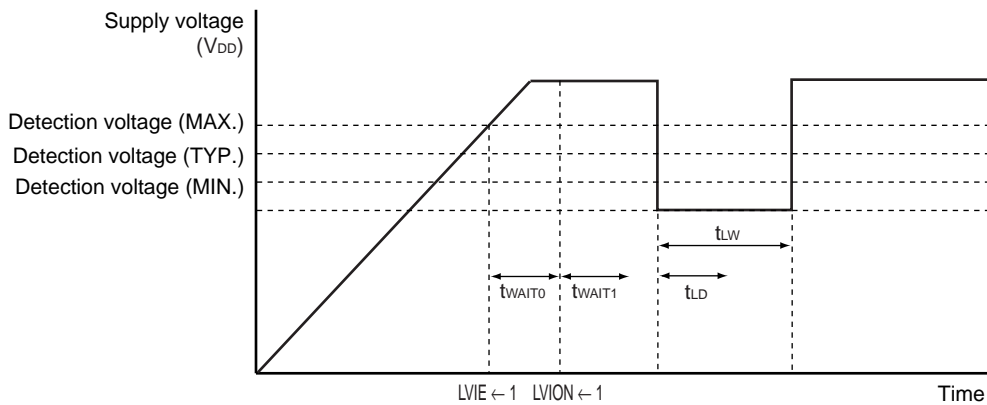 Supply voltage
(VDD)
Detection voltage (MAX.)
Detection voltage (TYP.)
Detection voltage (MIN.)
tLW
tWAIT0
tWAIT1
tLD
LVIE ← 1
LVION ← 1
Time